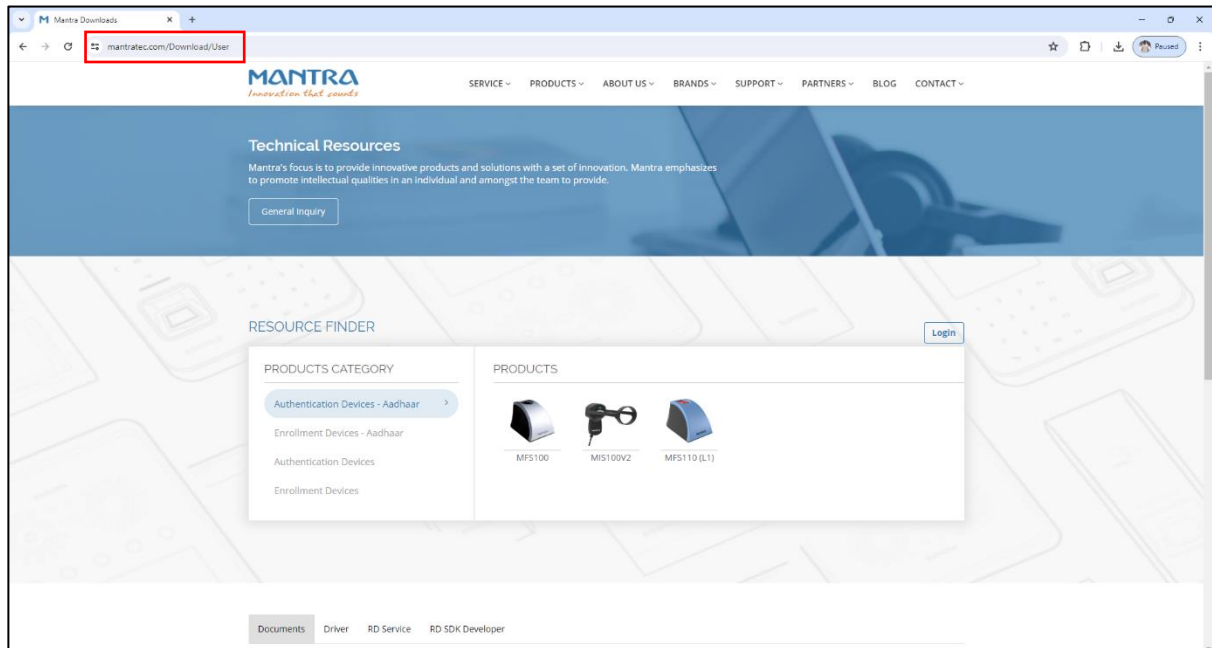 Mantra Downloads
mantratec.com/Download/User
Paused
MANTRA
Innovation that counts
SERVICE PRODUCTS ABOUT US BRANDS SUPPORT PARTNERS BLOG CONTACT
Technical Resources
Mantra's focus is to provide innovative products and solutions with a set of innovation. Mantra emphasizes
to promote intellectual qualities in an individual and amongst the team to provide.
General Inquiry
RESOURCE FINDER
Login
PRODUCTS CATEGORY
Authentication Devices - Aadhaar
Enrollment Devices - Aadhaar
Authentication Devices
Enrollment Devices
PRODUCTS
MFS100 MIS100V2 MFS110 (L1)
Documents Driver RD Service RD SDK Developer